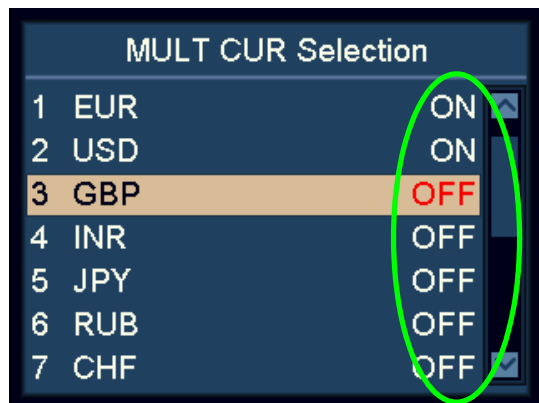 MULT CUR Selection
1 EUR ON
2 USD ON
3 GBP OFF
4 INR OFF
5 JPY OFF
6 RUB OFF
7 CHF OFF